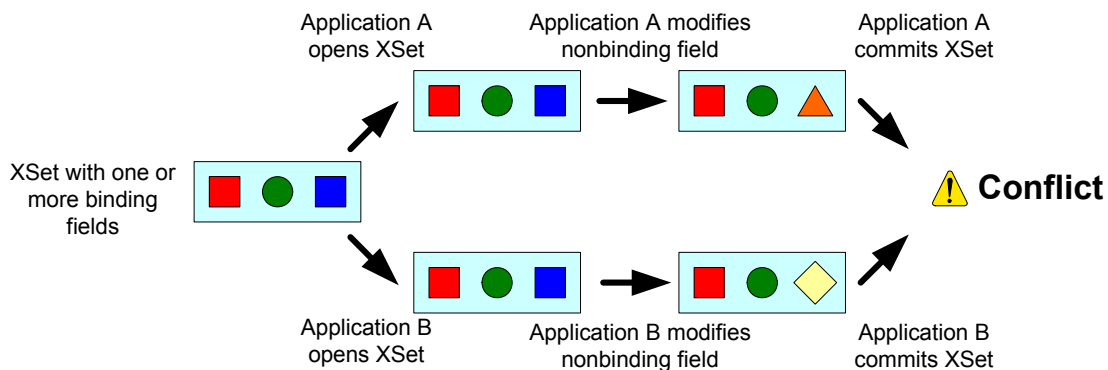 Application A
opens XSet
Application A modifies
nonbinding field
Application A
commits XSet
XSet with one or
more binding
fields
! Conflict
Application B
opens XSet
Application B modifies
nonbinding field
Application B
commits XSet